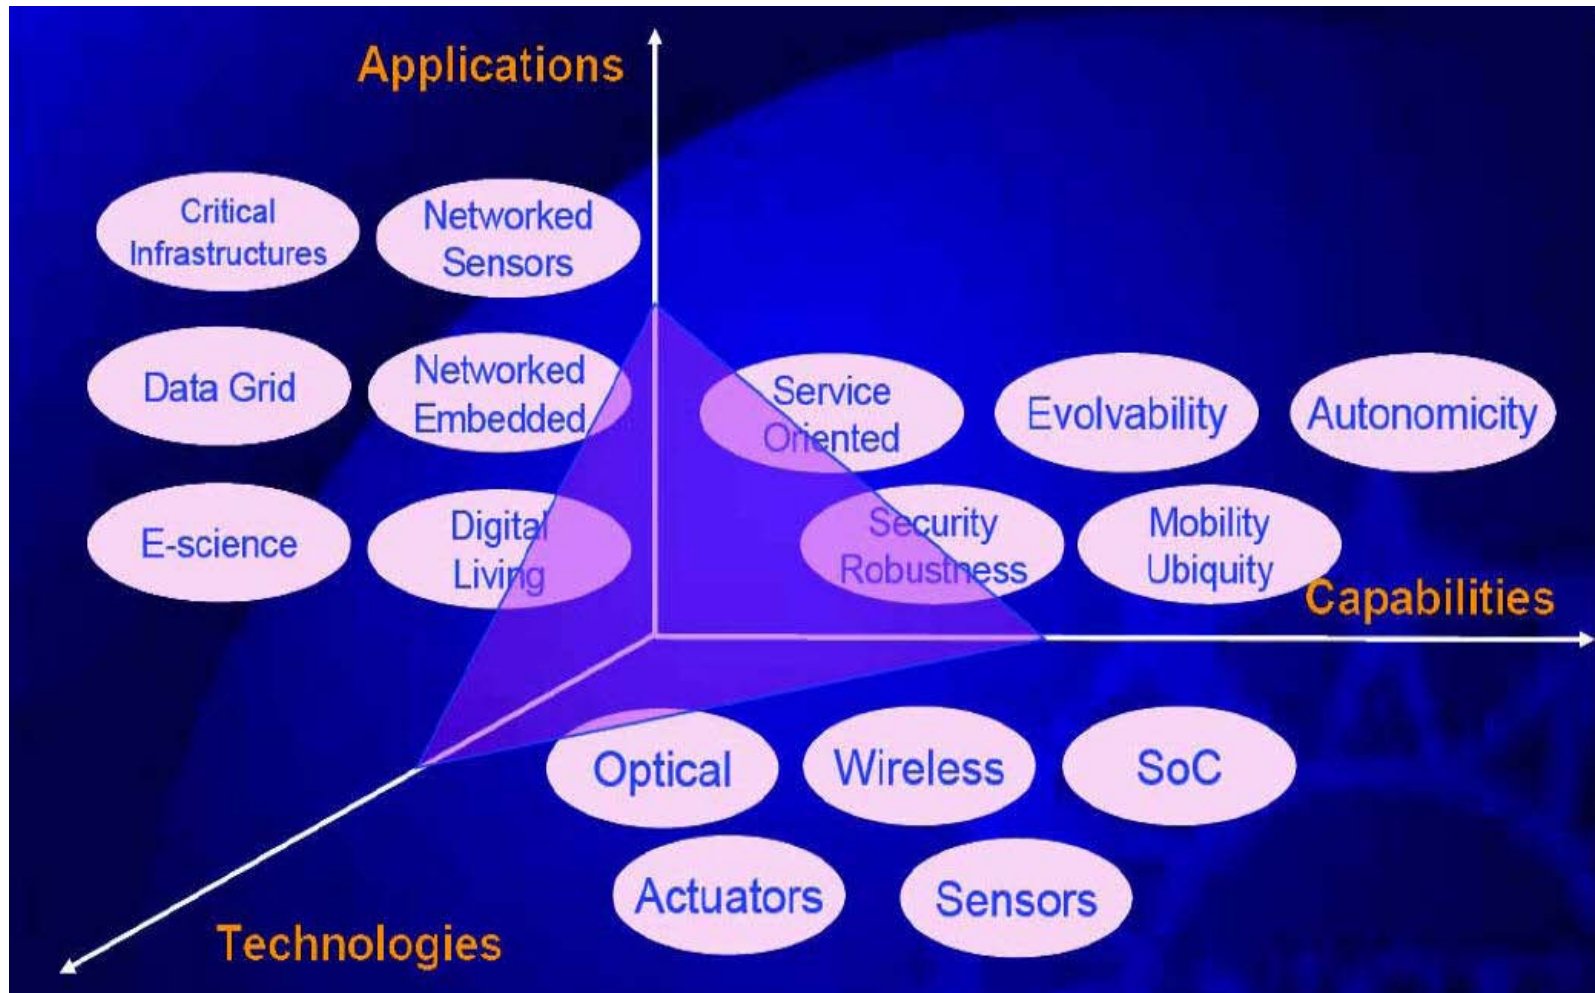 Applications
Critical
Infrastructures
Networked
Sensors
Data Grid
Networked
Embedded
Service
Oriented
Evolvability
Autonomicity
E-science
Digital
Living
Security
Robustness
Mobility
Ubiquity
Capabilities
Optical
Wireless
SoC
Actuators
Sensors
Technologies